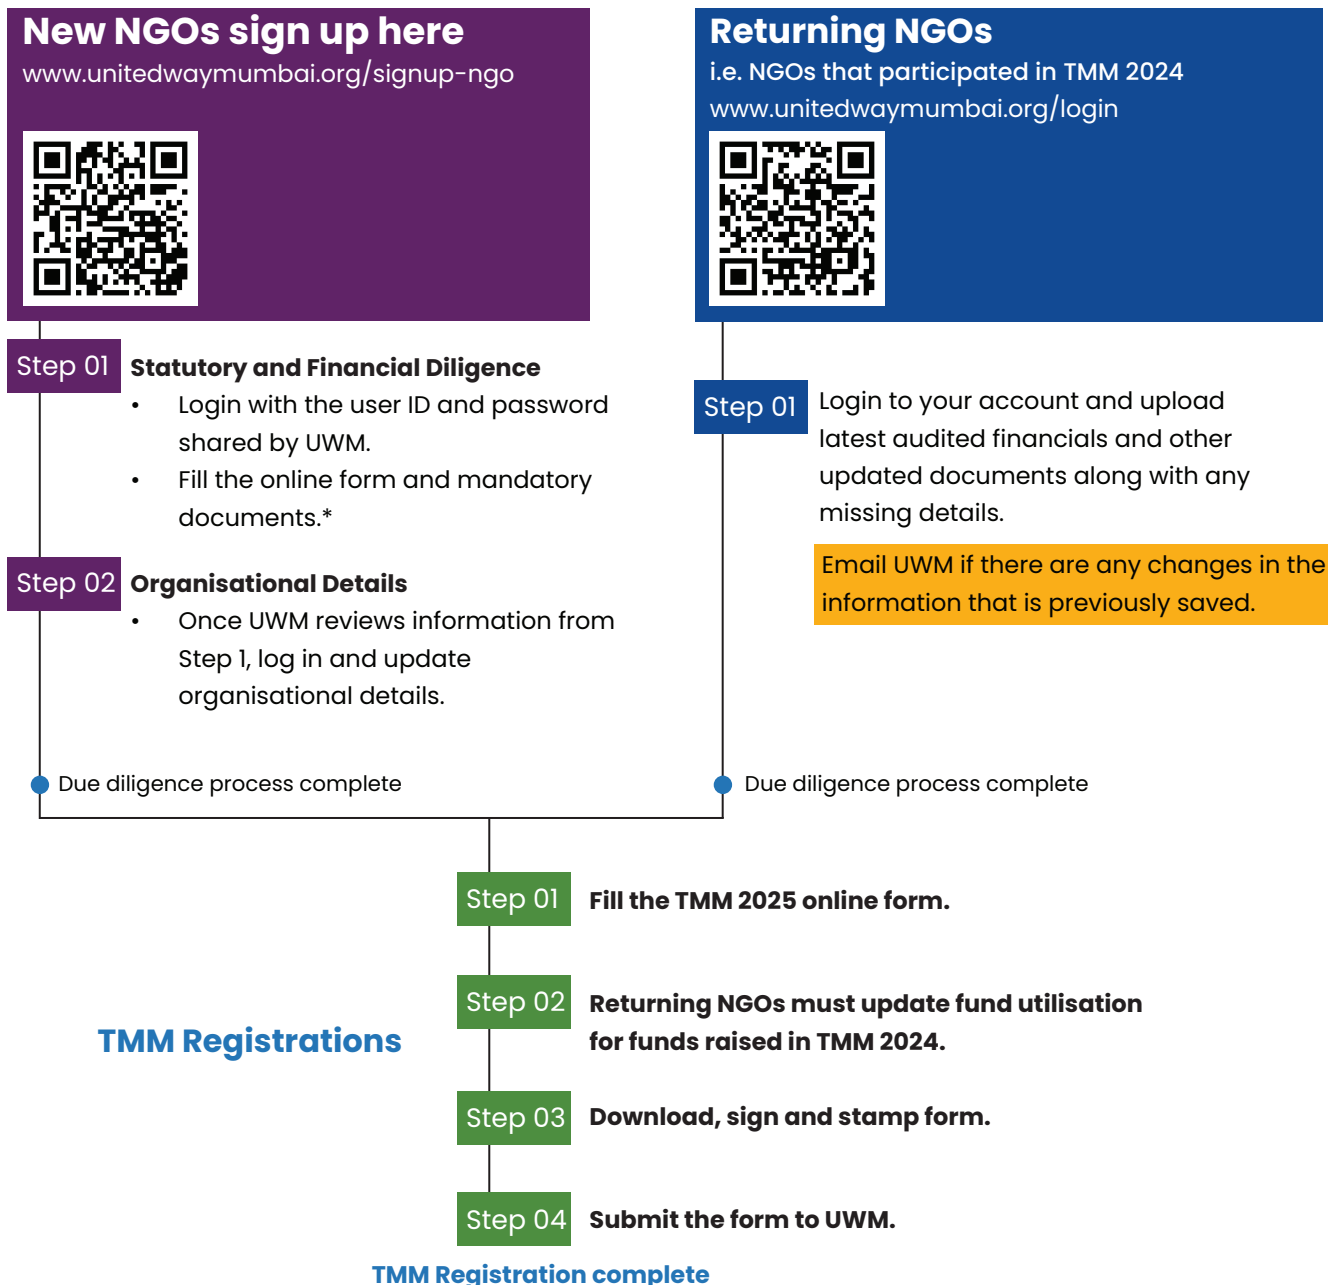 New NGOs sign up here
www.unitedwaymumbai.org/signup-ngo
Returning NGOs
i.e. NGOs that participated in TMM 2024
www.unitedwaymumbai.org/login
Step 01
Statutory and Financial Diligence
• Login with the user ID and password
shared by UWM.
• Fill the online form and mandatory
documents.*
Step 02
Organisational Details
• Once UWM reviews information from
Step 1, log in and update
organisational details.
Due diligence process complete
Step 01
Login to your account and upload
latest audited financials and other
updated documents along with any
missing details.
Email UWM if there are any changes in the
information that is previously saved.
Due diligence process complete
TMM Registrations
Step 01
Fill the TMM 2025 online form.
Step 02
Returning NGOs must update fund utilisation
for funds raised in TMM 2024.
Step 03
Download, sign and stamp form.
Step 04
Submit the form to UWM.
TMM Registration complete